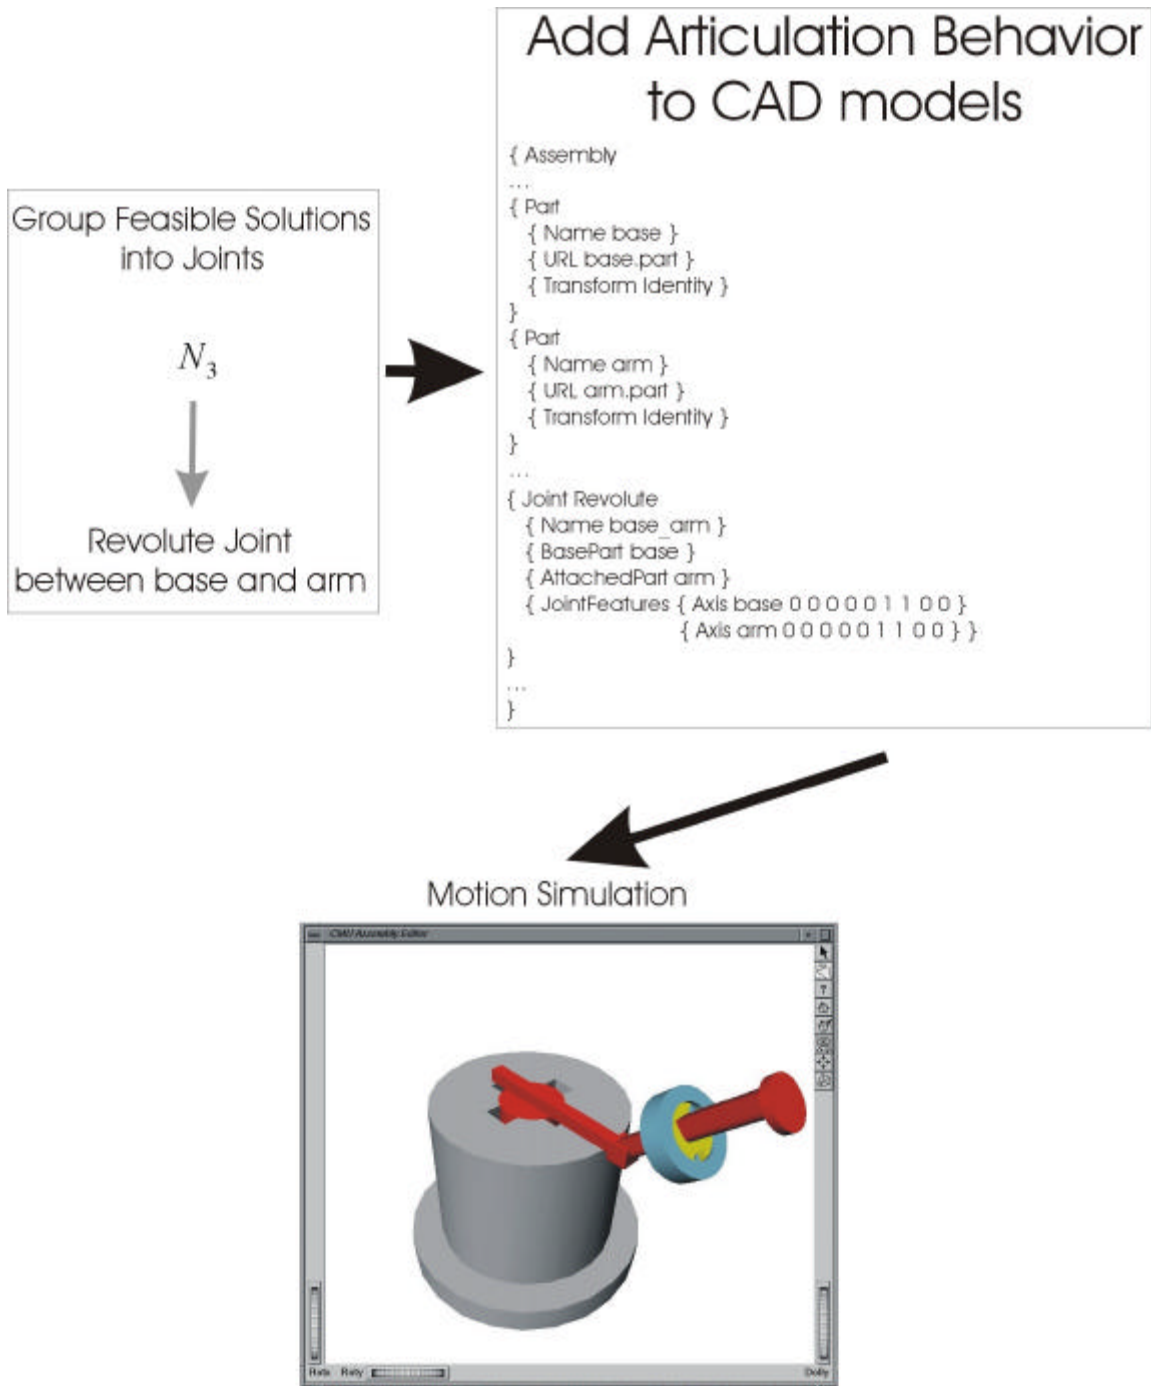 Add Articulation Behavior
to CAD models
{ Assembly
...
{ Part
{ Name base }
{ URL base.part }
{ Transform Identity }
}
{ Part
{ Name arm }
{ URL arm.part }
{ Transform Identity }
}
...
{ Joint Revolute
{ Name base_arm }
{ BasePart base }
{ AttachedPart arm }
{ JointFeatures { Axis base 0 0 0 0 0 1 1 0 0 }
{ Axis arm 0 0 0 0 0 1 1 0 0 } }
}
...
}
Group Feasible Solutions
into Joints
N₃
Revolute Joint
between base and arm
Motion Simulation
CMU Assembly Editor
?
Rotx Roty Dolly